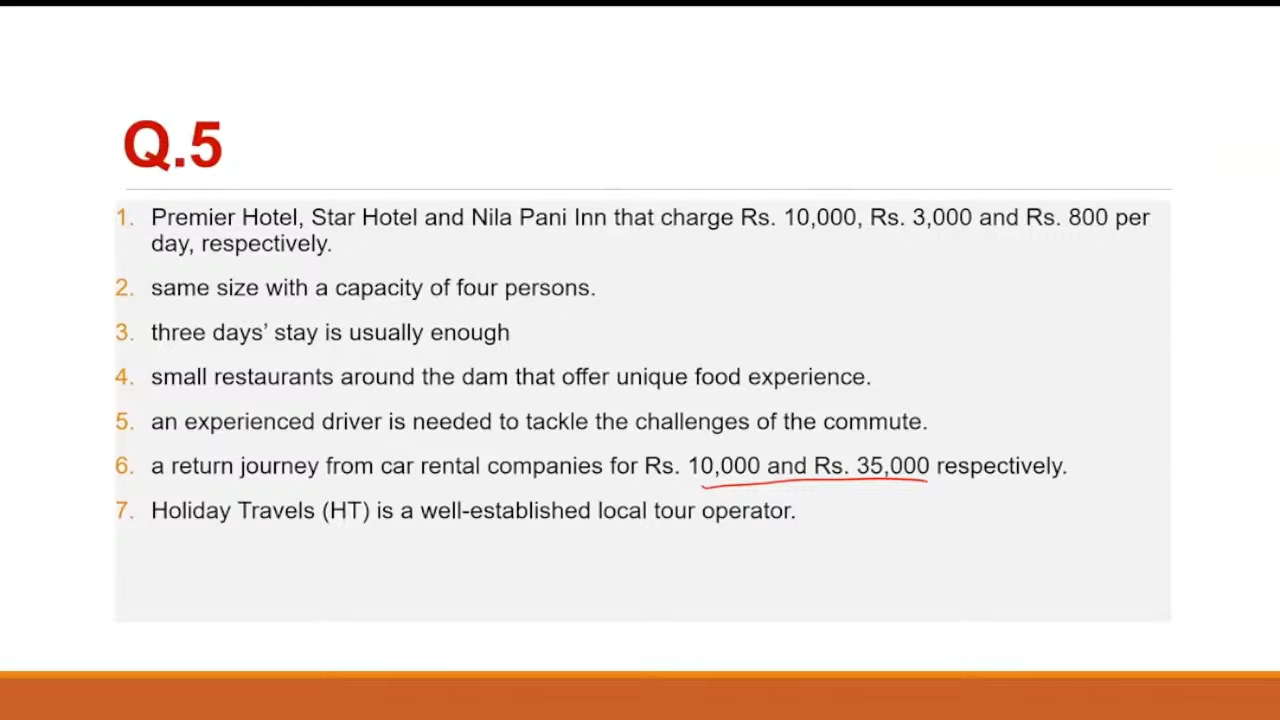 Q.5
1. Premier Hotel, Star Hotel and Nila Pani Inn that charge Rs. 10,000, Rs. 3,000 and Rs. 800 per
day, respectively.
2. same size with a capacity of four persons.
3. three days’ stay is usually enough
4. small restaurants around the dam that offer unique food experience.
5. an experienced driver is needed to tackle the challenges of the commute.
6. a return journey from car rental companies for Rs. 10,000 and Rs. 35,000 respectively.
7. Holiday Travels (HT) is a well-established local tour operator.